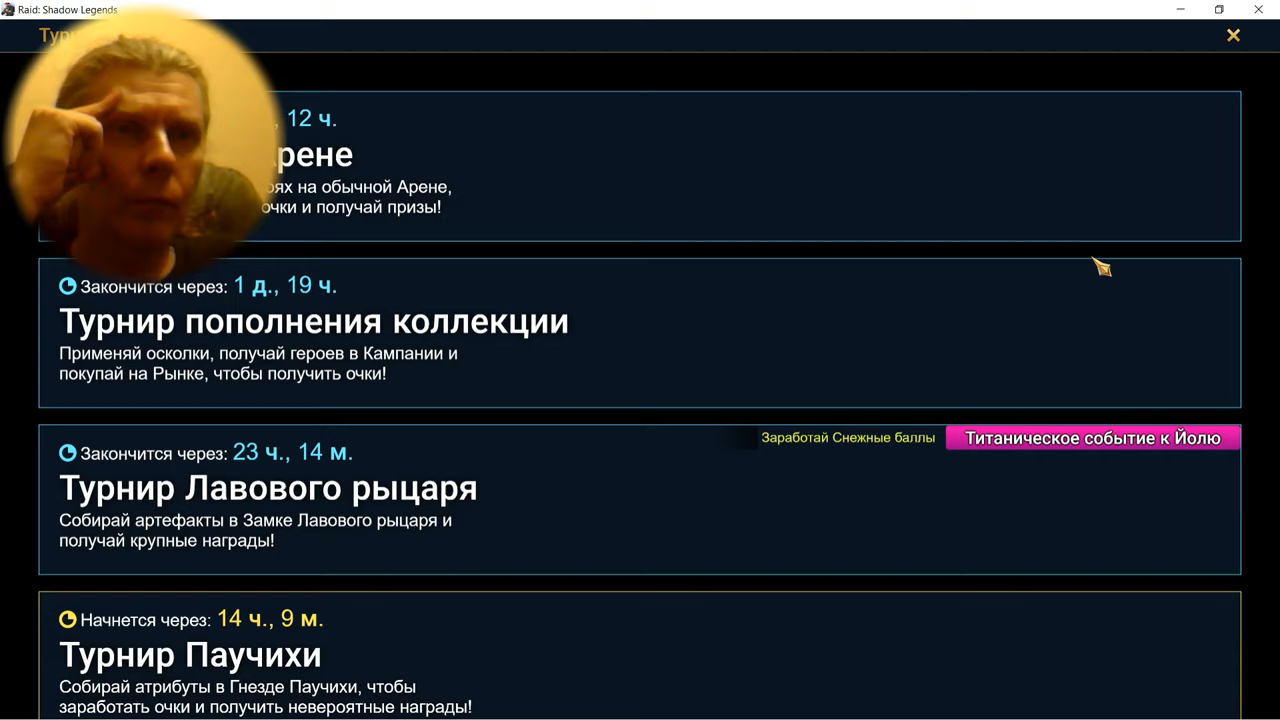 Raid: Shadow Legends
12 ч.
рене
на обычной Арене,
очки и получай призы!
Закончится через: 1 д., 19 ч.
Турнир пополнения коллекции
Применяй осколки, получай героев в Кампании и
покупай на Рынке, чтобы получить очки!
Заработай Снежные баллы
Титаническое событие к Йолю
Закончится через: 23 ч., 14 м.
Турнир Лавового рыцаря
Собирай артефакты в Замке Лавового рыцаря и
получай крупные награды!
Начнется через: 14 ч., 9 м.
Турнир Паучихи
Собирай атрибуты в Гнезде Паучихи, чтобы
заработать очки и получить невероятные награды!